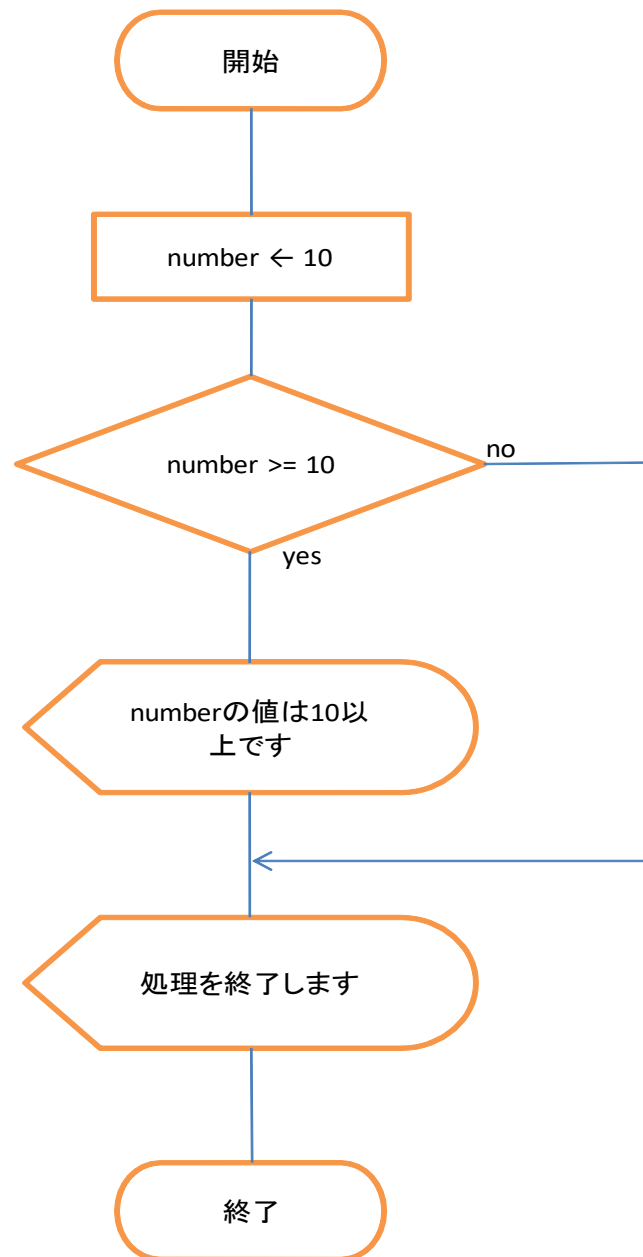 開始
number ← 10
number >= 10
no
yes
numberの値は10以
上です
処理を終了します
終了